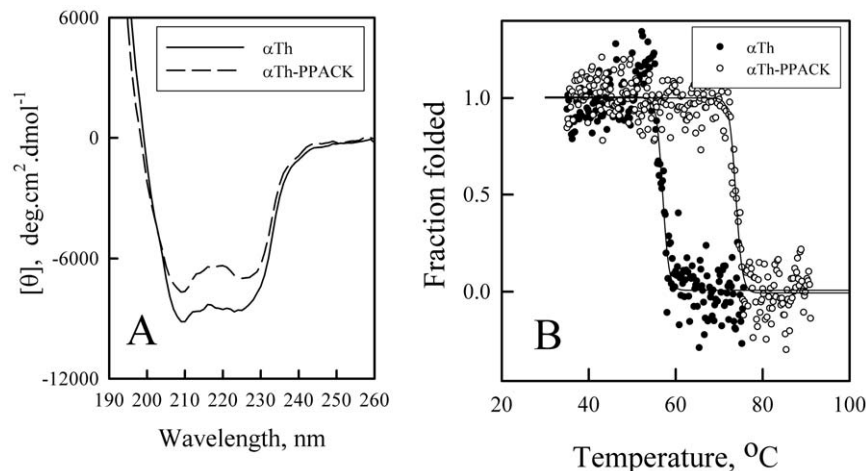 αTh
αTh-PPACK
[θ], deg.cm².dmol⁻¹
6000
0
-6000
-12000
A
190 200 210 220 230 240 250 260
Wavelength, nm
αTh
αTh-PPACK
Fraction folded
1.0
0.5
0.0
B
20 40 60 80 100
Temperature, °C